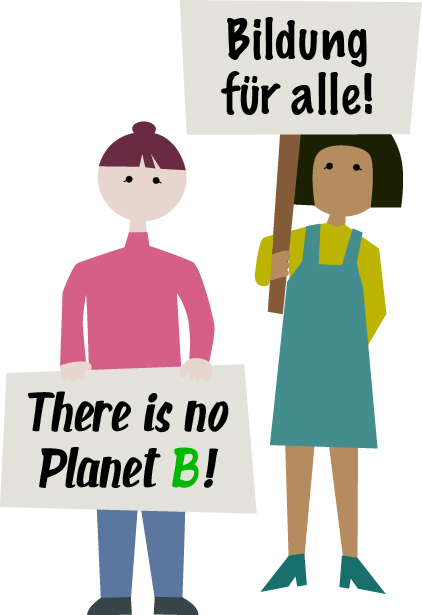 Bildung
für alle!
There is no
Planet B!